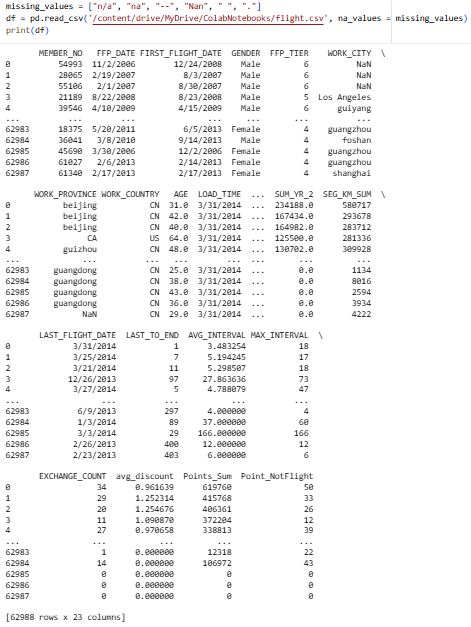 missing_values = ["n/a", "na", "--", "Nan", " ", "."]
df = pd.read_csv('/content/drive/MyDrive/ColabNotebooks/flight.csv', na_values = missing_values)
print(df)
MEMBER_NO FFP_DATE FIRST_FLIGHT_DATE GENDER FFP_TIER WORK_CITY \
0 54993 11/2/2006 12/24/2008 Male 6 NaN
1 28065 2/19/2007 8/3/2007 Male 6 NaN
2 55106 2/1/2007 8/30/2007 Male 6 NaN
3 21189 8/22/2008 8/23/2008 Male 5 Los Angeles
4 39546 4/10/2009 4/15/2009 Male 6 guiyang
... ... ... ... ... ... ...
62983 18375 5/20/2011 6/5/2013 Female 4 guangzhou
62984 36041 3/8/2010 9/14/2013 Male 4 foshan
62985 45690 3/30/2006 12/2/2006 Female 4 guangzhou
62986 61027 2/6/2013 2/14/2013 Female 4 guangzhou
62987 61340 2/17/2013 2/17/2013 Female 4 shanghai
WORK_PROVINCE WORK_COUNTRY AGE LOAD_TIME ... SUM_YR_2 SEG_KM_SUM \
0 beijing CN 31.0 3/31/2014 ... 234188.0 580717
1 beijing CN 42.0 3/31/2014 ... 167434.0 293678
2 beijing CN 40.0 3/31/2014 ... 164982.0 283712
3 CA US 64.0 3/31/2014 ... 125500.0 281336
4 guizhou CN 48.0 3/31/2014 ... 130702.0 309928
... ... ... ... ... ... ... ...
62983 guangdong CN 25.0 3/31/2014 ... 0.0 1134
62984 guangdong CN 38.0 3/31/2014 ... 0.0 8016
62985 guangdong CN 43.0 3/31/2014 ... 0.0 2594
62986 guangdong CN 36.0 3/31/2014 ... 0.0 3934
62987 NaN CN 29.0 3/31/2014 ... 0.0 4222
LAST_FLIGHT_DATE LAST_TO_END AVG_INTERVAL MAX_INTERVAL \
0 3/31/2014 1 3.483254 18
1 3/25/2014 7 5.194245 17
2 3/21/2014 11 5.298507 18
3 12/26/2013 97 27.863636 73
4 3/27/2014 5 4.788079 47
... ... ... ... ...
62983 6/9/2013 297 4.000000 4
62984 1/3/2014 89 37.000000 60
62985 3/3/2014 29 166.000000 166
62986 2/26/2013 400 12.000000 12
62987 2/23/2013 403 6.000000 6
EXCHANGE_COUNT avg_discount Points_Sum Point_NotFlight
0 34 0.961639 619760 50
1 29 1.252314 415768 33
2 20 1.254676 406361 26
3 11 1.090870 372204 12
4 27 0.970658 338813 39
... ... ... ... ...
62983 1 0.000000 12318 22
62984 14 0.000000 106972 43
62985 0 0.000000 0 0
62986 0 0.000000 0 0
62987 0 0.000000 0 0
[62988 rows x 23 columns]